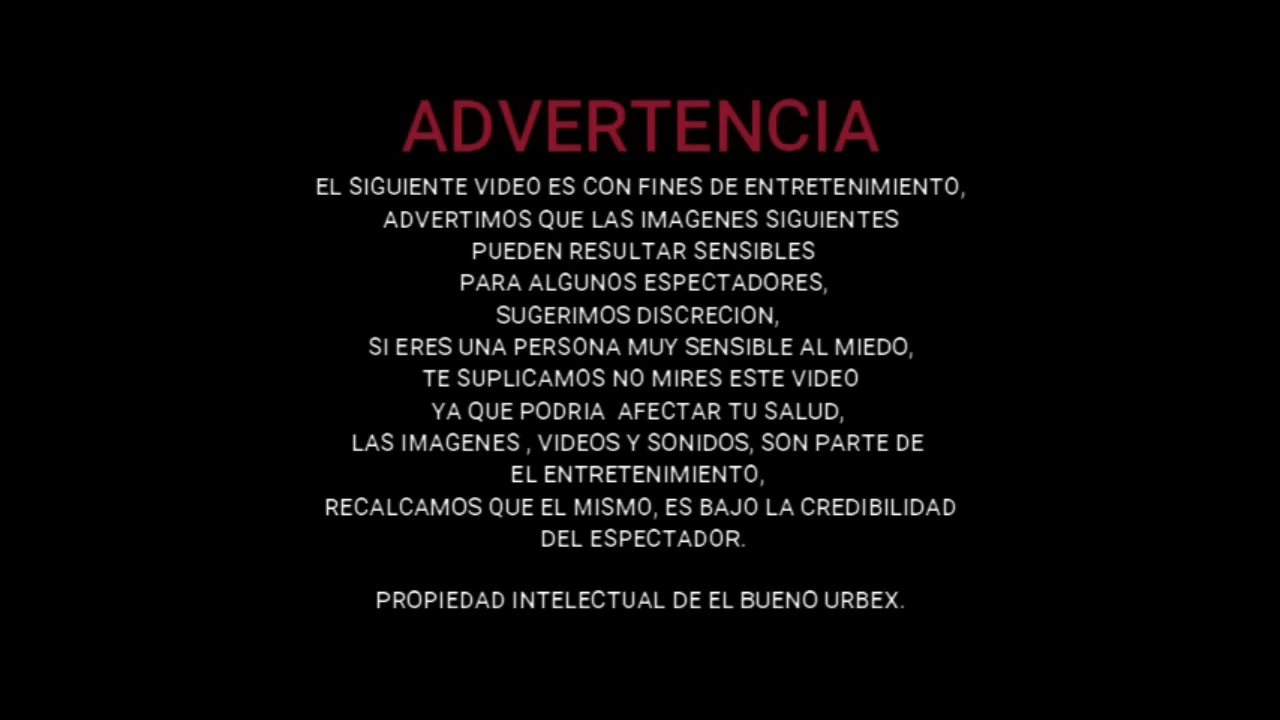 ADVERTENCIA
EL SIGUIENTE VIDEO ES CON FINES DE ENTRETENIMIENTO,
ADVERTIMOS QUE LAS IMAGENES SIGUIENTES
PUEDEN RESULTAR SENSIBLES
PARA ALGUNOS ESPECTADORES,
SUGERIMOS DISCRECION,
SI ERES UNA PERSONA MUY SENSIBLE AL MIEDO,
TE SUPLICAMOS NO MIRES ESTE VIDEO
YA QUE PODRIA  AFECTAR TU SALUD,
LAS IMAGENES , VIDEOS Y SONIDOS, SON PARTE DE
EL ENTRETENIMIENTO,
RECALCAMOS QUE EL MISMO, ES BAJO LA CREDIBILIDAD
DEL ESPECTADOR.
PROPIEDAD INTELECTUAL DE EL BUENO URBEX.